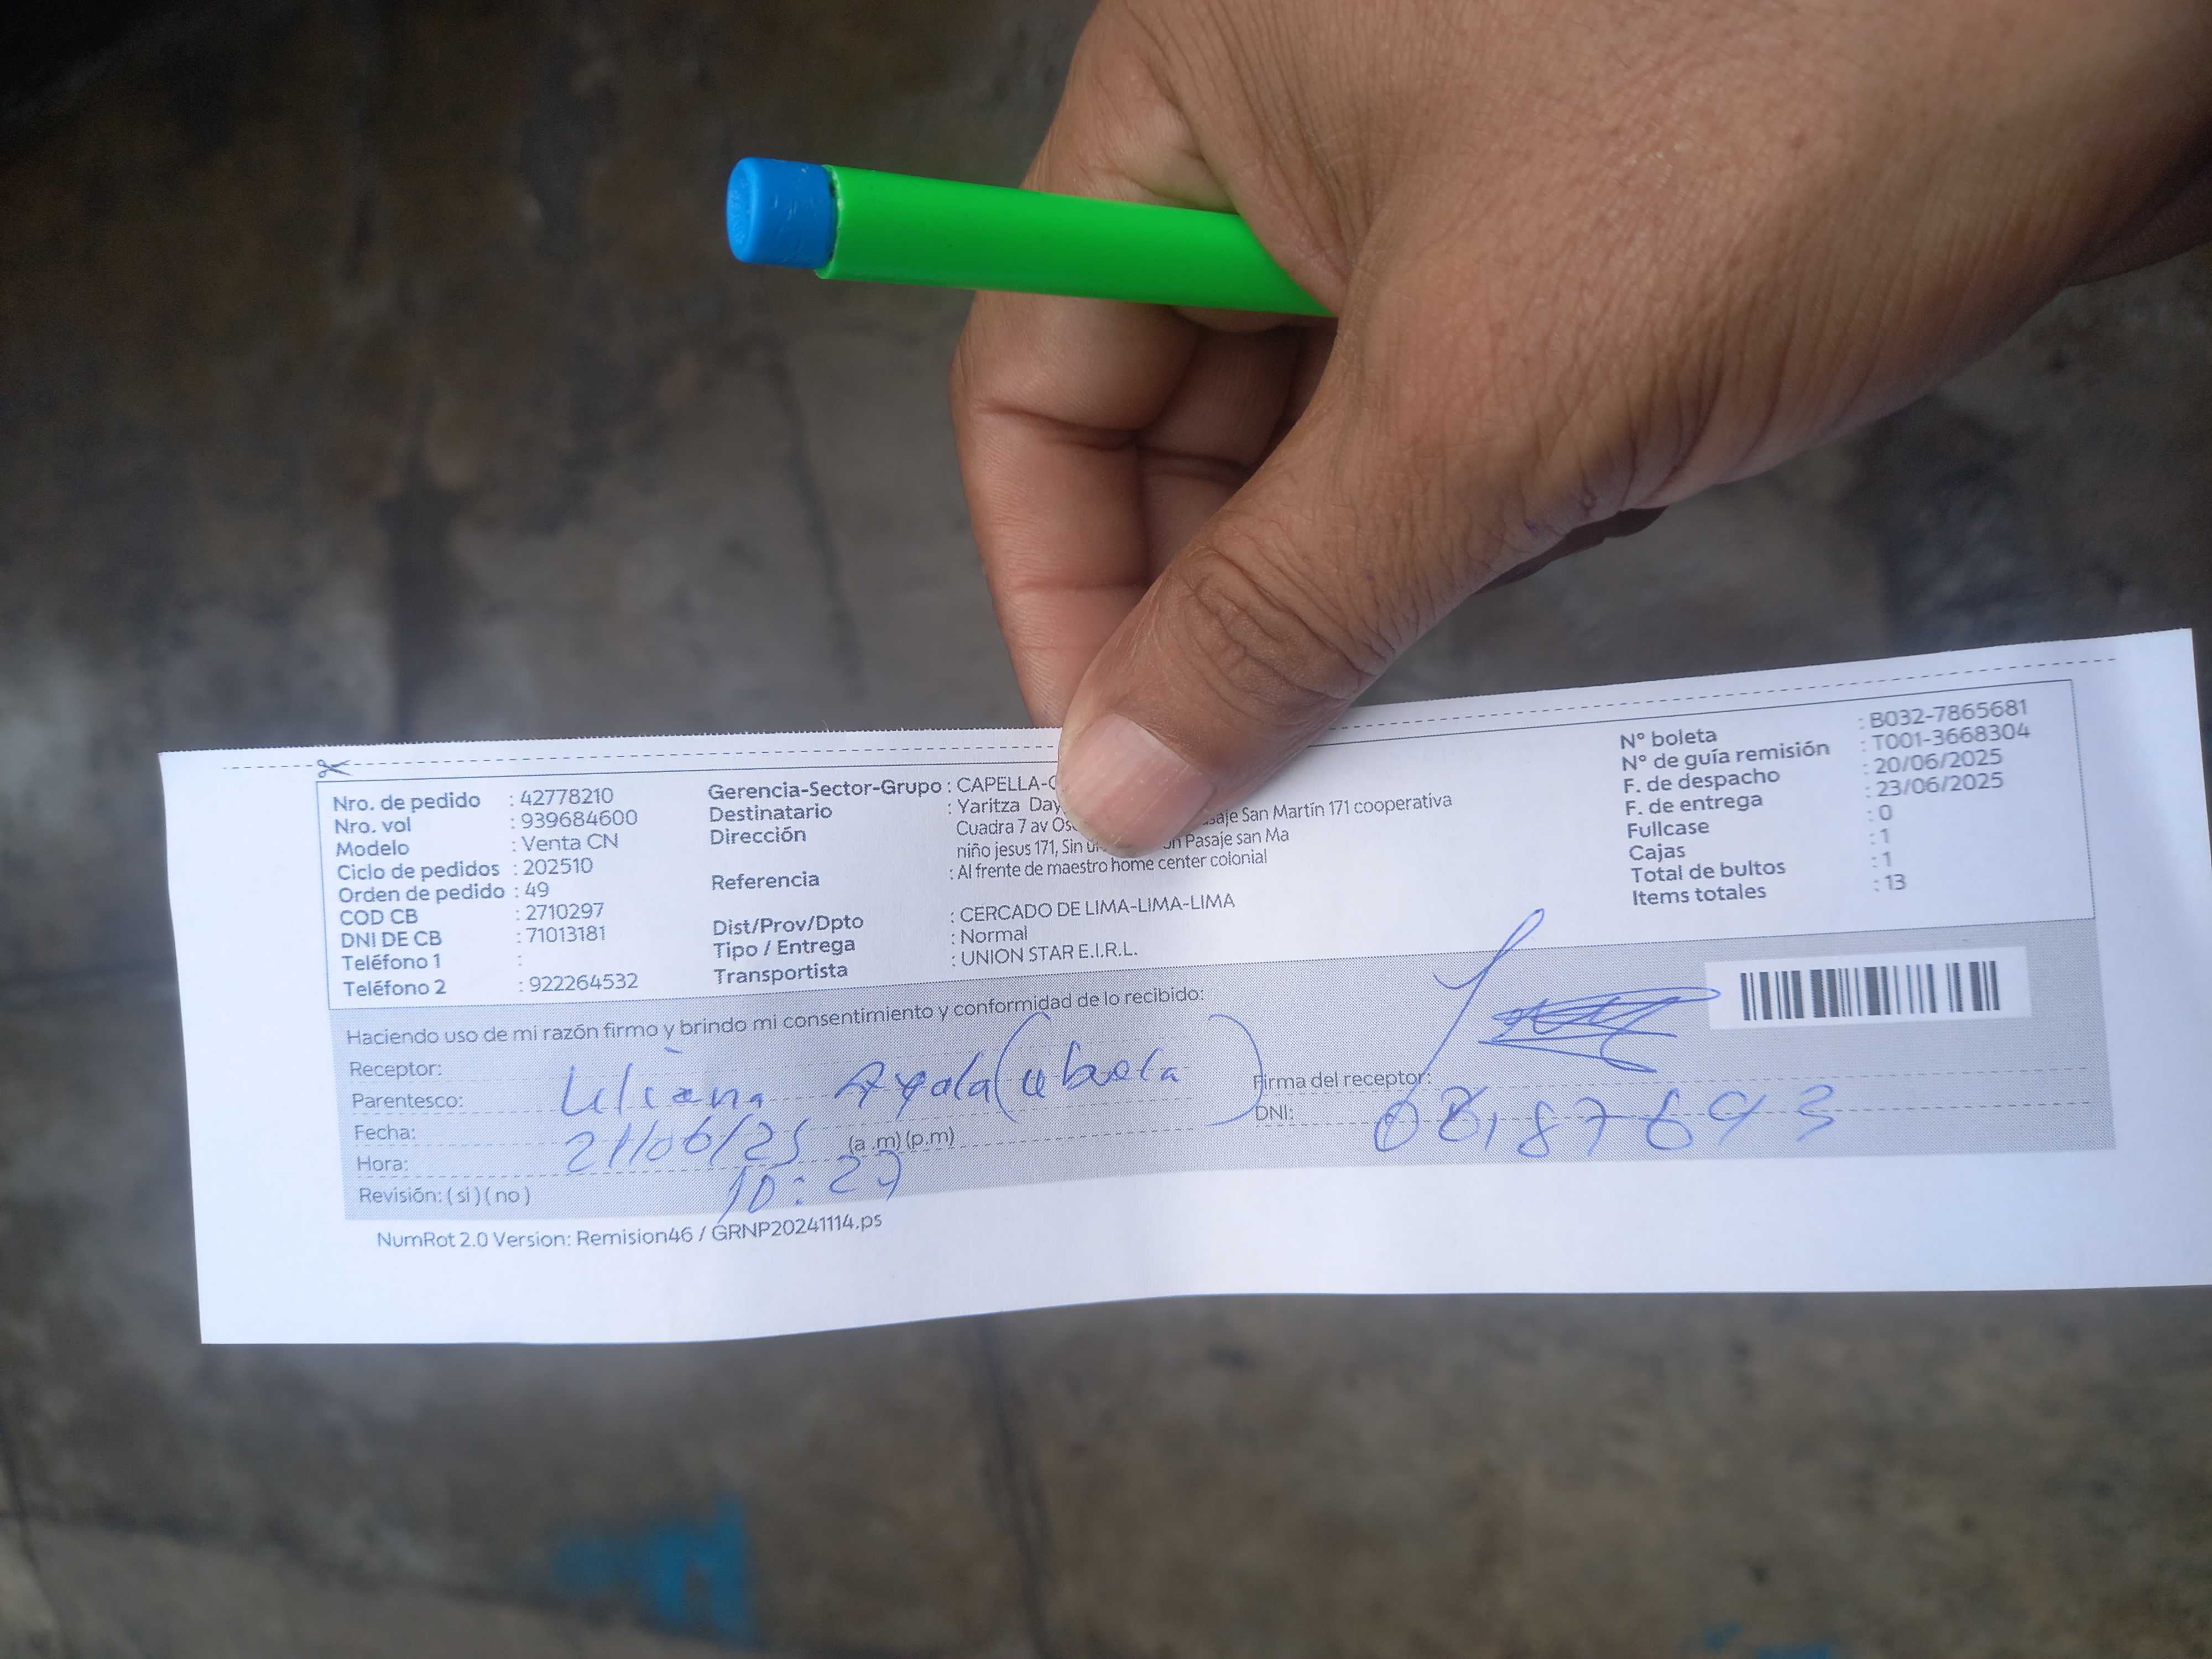 Nro. de pedido : 42778210
Nro. vol : 939684600
Modelo : Venta CN
Ciclo de pedidos : 202510
Orden de pedido : 49
COD CB : 2710297
DNI DE CB : 71013181
Teléfono 1 :
Teléfono 2 : 922264532
Gerencia-Sector-Grupo : CAPELLA-
Destinatario : Yaritza Day
Dirección Cuadra 7 av San Martín 171 cooperativa
niño jesus 171, Sin Pasaje san Ma
Referencia : Al frente de maestro home center colonial
Dist/Prov/Dpto : CERCADO DE LIMA-LIMA-LIMA
Tipo / Entrega : Normal
Transportista : UNION STAR E.I.R.L.
N° boleta : B032-7865681
N° de guía remisión : T001-3668304
F. de despacho : 20/06/2025
F. de entrega : 23/06/2025
Fullcase : 0
Cajas : 1
Total de bultos : 1
Items totales : 13
Haciendo uso de mi razón firmo y brindo mi consentimiento y conformidad de lo recibido:
Receptor:
Parentesco: Liliana Ayala (abuela)
Fecha: 21/06/25 (a.m) (p.m)
Hora: 10:27
Revisión: ( si ) ( no )
Firma del receptor:
DNI:
NumRot 2.0 Version: Remision46 / GRNP20241114.ps